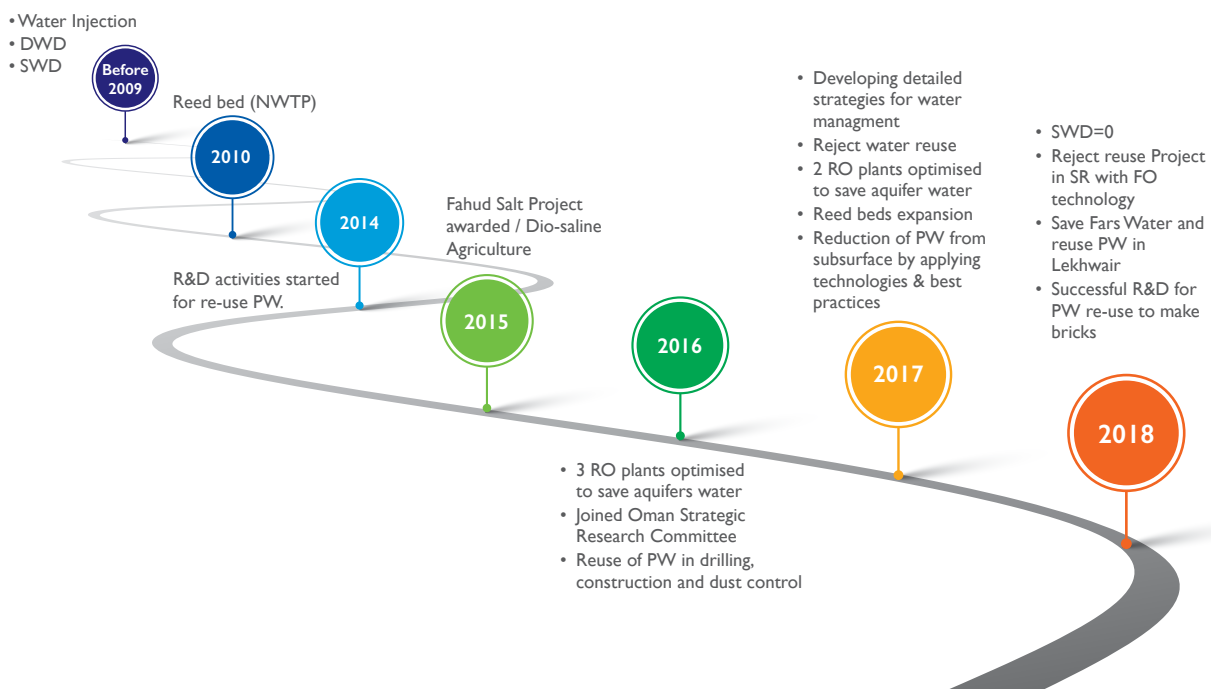 • Water Injection
• DWD
• SWD
Before
2009
Reed bed (NWTP)
2010
2014
R&D activities started
for re-use PW.
Fahud Salt Project
awarded / Dio-saline
Agriculture
2015
2016
• 3 RO plants optimised
to save aquifers water
• Joined Oman Strategic
Research Committee
• Reuse of PW in drilling,
construction and dust control
• Developing detailed
strategies for water
managment
• Reject water reuse
• 2 RO plants optimised
to save aquifer water
• Reed beds expansion
• Reduction of PW from
subsurface by applying
technologies & best
practices
2017
• SWD=0
• Reject reuse Project
in SR with FO
technology
• Save Fars Water and
reuse PW in
Lekhwair
• Successful R&D for
PW re-use to make
bricks
2018